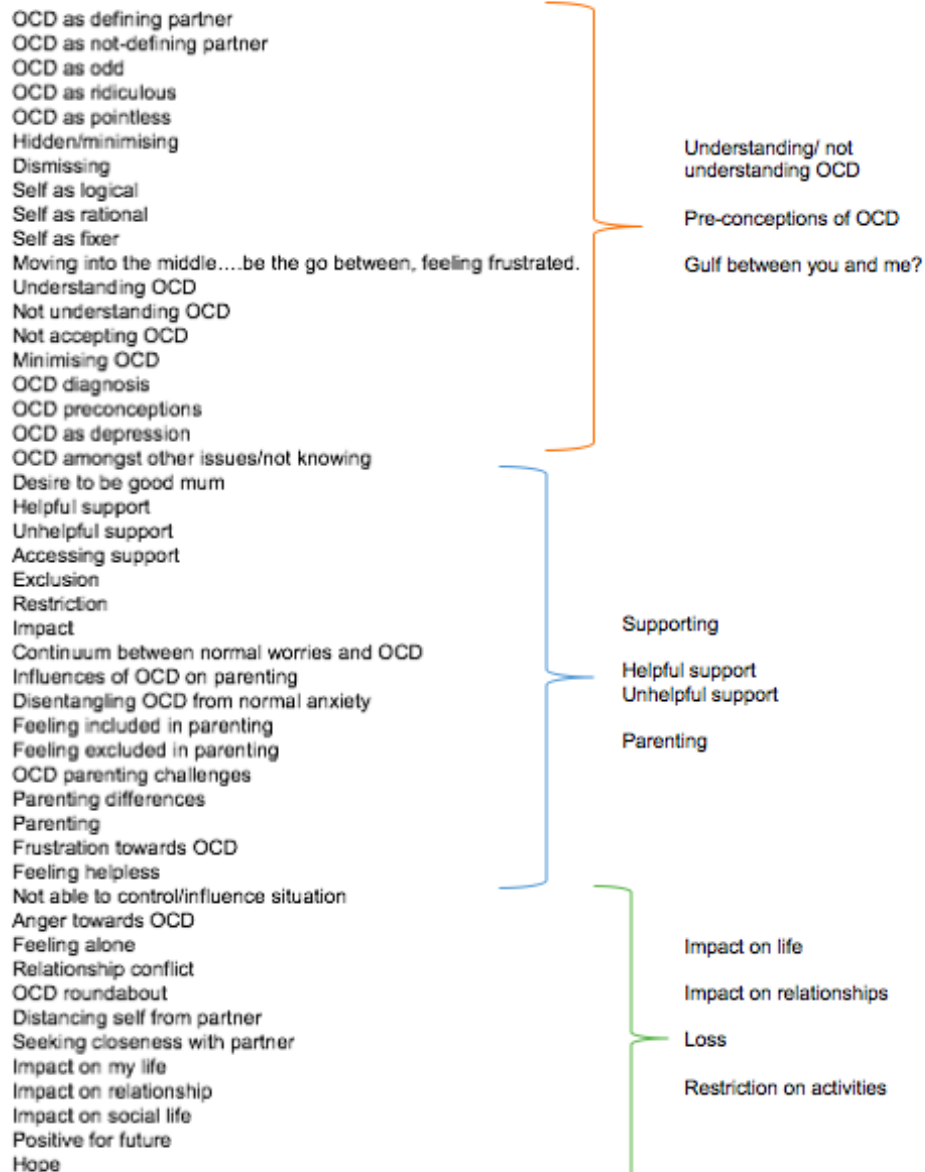 OCD as defining partner
OCD as not-defining partner
OCD as odd
OCD as ridiculous
OCD as pointless
Hidden/minimising
Dismissing
Self as logical
Self as rational
Self as fixer
Moving into the middle....be the go between, feeling frustrated.
Understanding OCD
Not understanding OCD
Not accepting OCD
Minimising OCD
OCD diagnosis
OCD preconceptions
OCD as depression
OCD amongst other issues/not knowing
Desire to be good mum
Helpful support
Unhelpful support
Accessing support
Exclusion
Restriction
Impact
Continuum between normal worries and OCD
Influences of OCD on parenting
Disentangling OCD from normal anxiety
Feeling included in parenting
Feeling excluded in parenting
OCD parenting challenges
Parenting differences
Parenting
Frustration towards OCD
Feeling helpless
Not able to control/influence situation
Anger towards OCD
Feeling alone
Relationship conflict
OCD roundabout
Distancing self from partner
Seeking closeness with partner
Impact on my life
Impact on relationship
Impact on social life
Positive for future
Hope
Understanding/ not
understanding OCD
Pre-conceptions of OCD
Gulf between you and me?
Supporting
Helpful support
Unhelpful support
Parenting
Impact on life
Impact on relationships
Loss
Restriction on activities